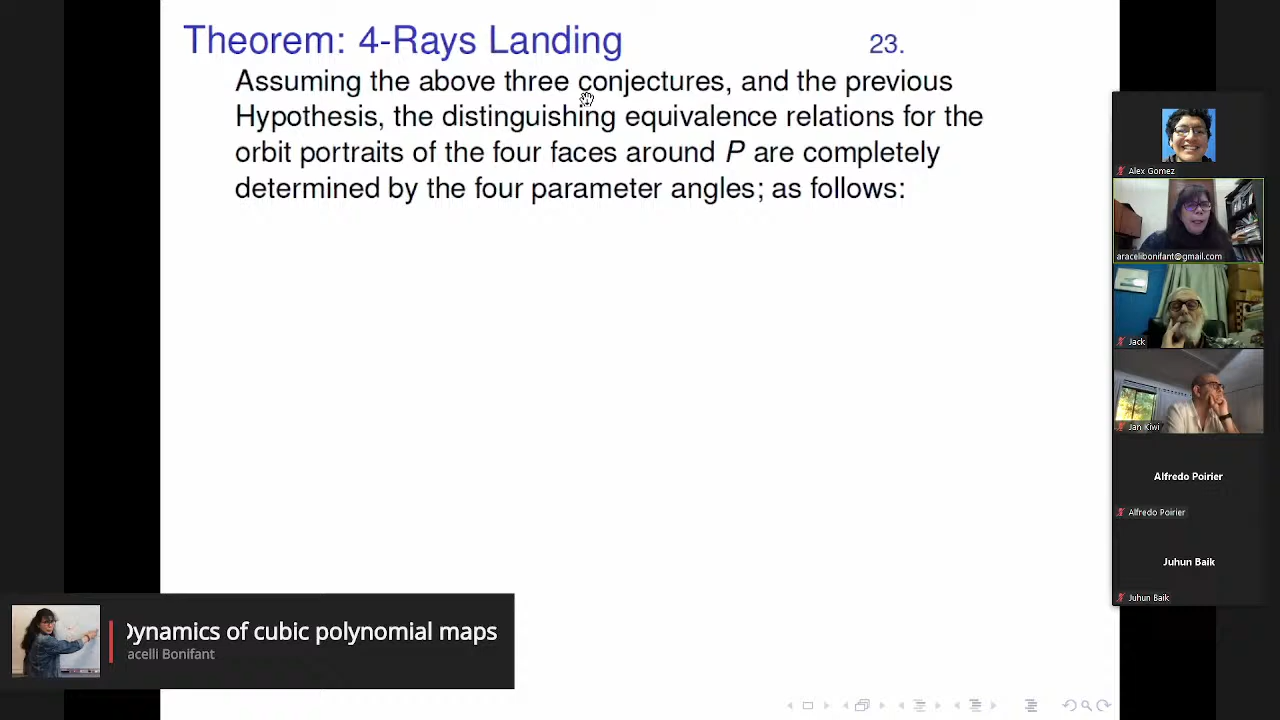 Theorem: 4-Rays Landing
23.
Assuming the above three conjectures, and the previous
Hypothesis, the distinguishing equivalence relations for the
orbit portraits of the four faces around P are completely
determined by the four parameter angles; as follows:
Alex Gomez
aracelibonifant@gmail.com
Jack
Jan Kiwi
Alfredo Poirier
Alfredo Poirier
Juhun Baik
Juhun Baik
ynamics of cubic polynomial maps
acelli Bonifant